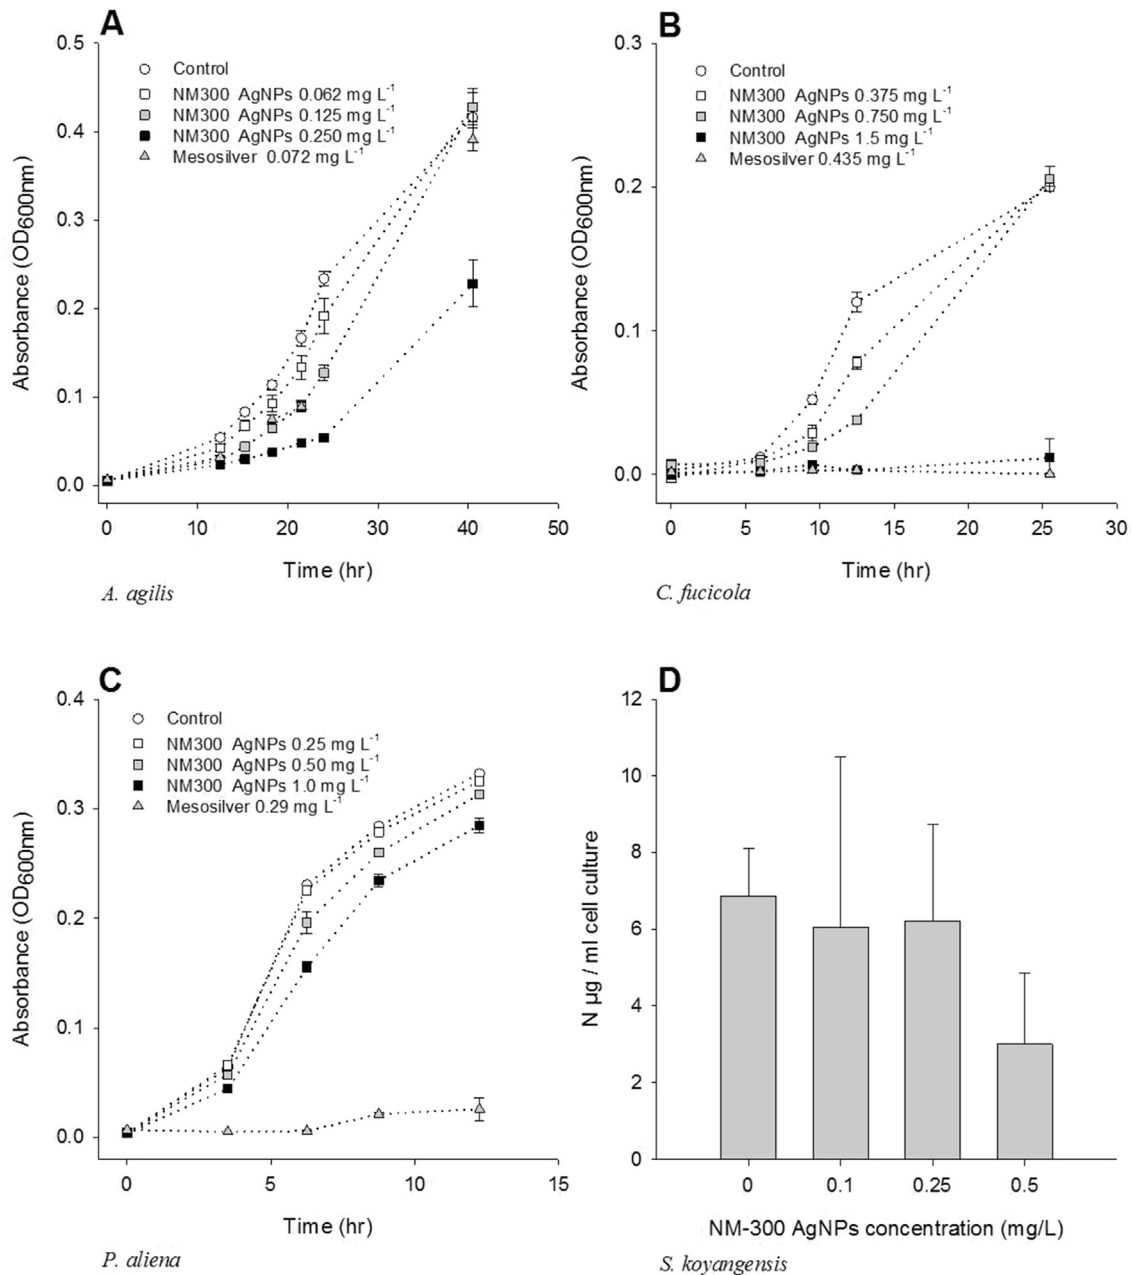 A
0.5
0.4
0.3
0.2
0.1
0.0
Absorbance (OD600nm)
Control
NM300 AgNPs 0.062 mg L-1
NM300 AgNPs 0.125 mg L-1
NM300 AgNPs 0.250 mg L-1
Mesosilver 0.072 mg L-1
0 10 20 30 40 50
Time (hr)
A. agilis
B
0.3
0.2
0.1
0.0
Absorbance (OD600nm)
Control
NM300 AgNPs 0.375 mg L-1
NM300 AgNPs 0.750 mg L-1
NM300 AgNPs 1.5 mg L-1
Mesosilver 0.435 mg L-1
0 5 10 15 20 25 30
Time (hr)
C. fucicola
C
0.4
0.3
0.2
0.1
0.0
Absorbance (OD600nm)
Control
NM300 AgNPs 0.25 mg L-1
NM300 AgNPs 0.50 mg L-1
NM300 AgNPs 1.0 mg L-1
Mesosilver 0.29 mg L-1
0 5 10 15
Time (hr)
P. aliena
D
12
10
8
6
4
2
0
N µg / ml cell culture
0 0.1 0.25 0.5
NM-300 AgNPs concentration (mg/L)
S. koyangensis